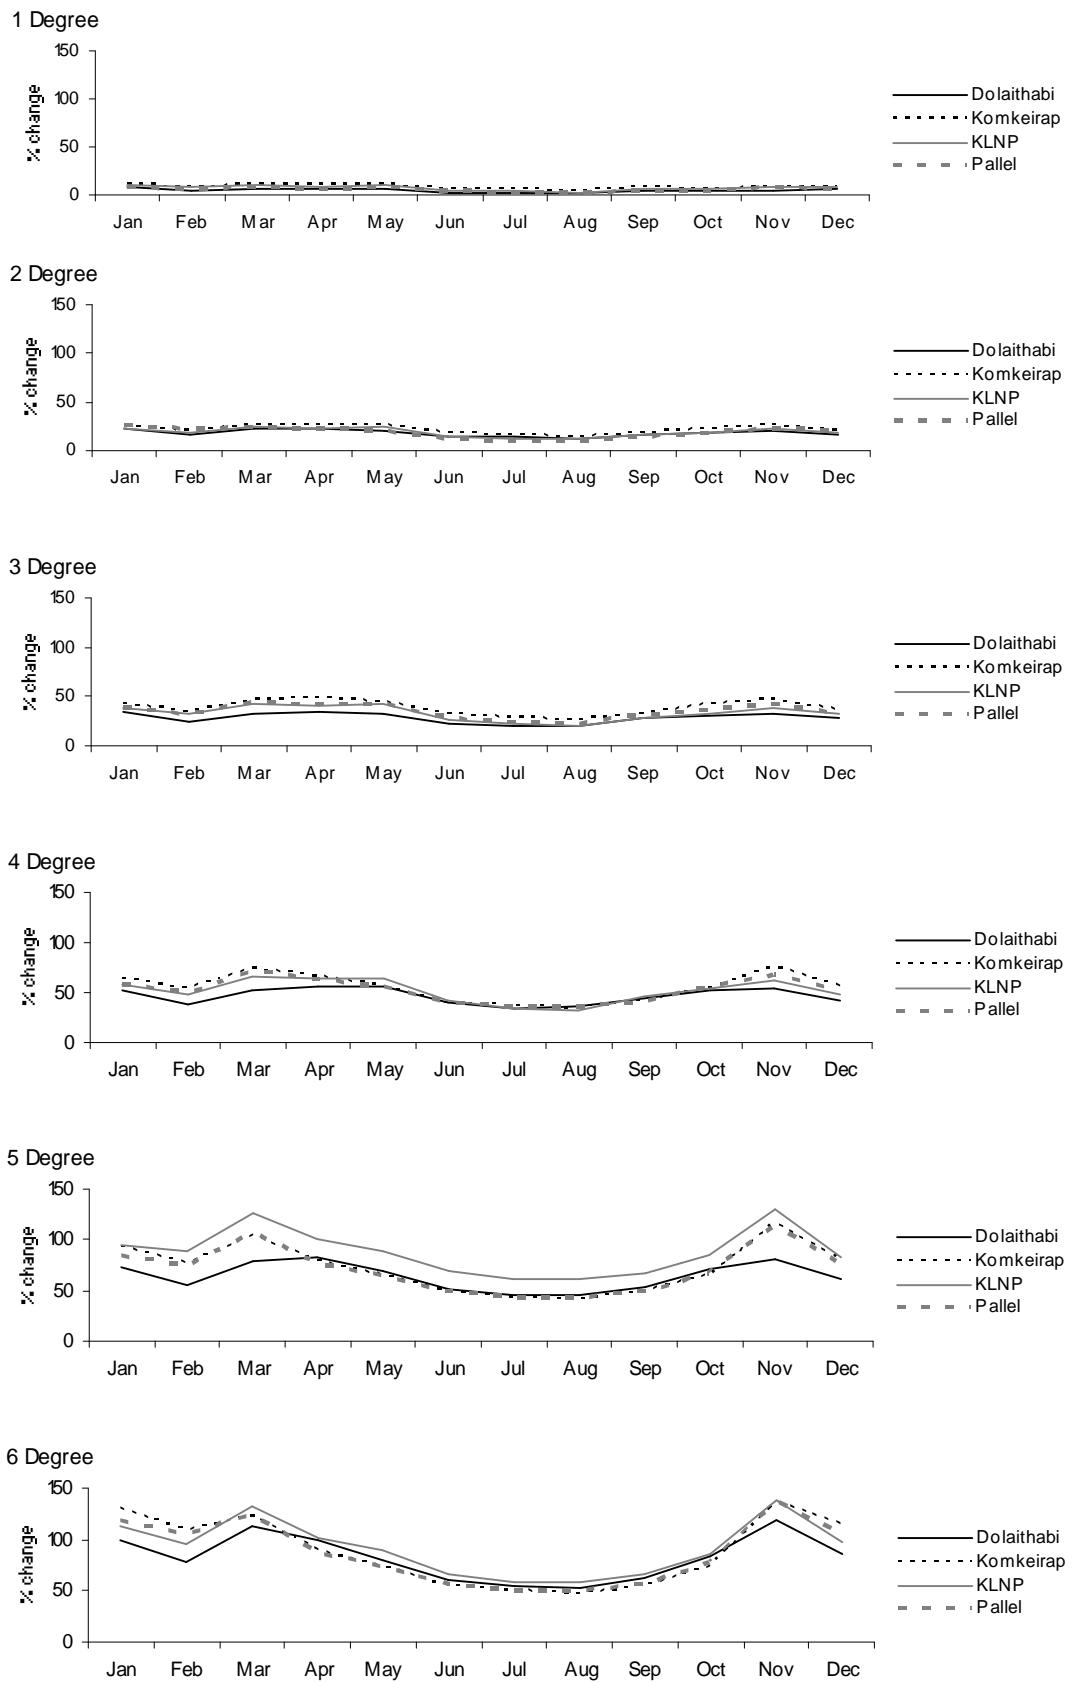 1 Degree
150
100
50
0
% change
Jan Feb Mar Apr May Jun Jul Aug Sep Oct Nov Dec
Dolaithabi
Komkeirap
KLNP
Pallel
2 Degree
150
100
50
0
% change
Jan Feb Mar Apr May Jun Jul Aug Sep Oct Nov Dec
Dolaithabi
Komkeirap
KLNP
Pallel
3 Degree
150
100
50
0
% change
Jan Feb Mar Apr May Jun Jul Aug Sep Oct Nov Dec
Dolaithabi
Komkeirap
KLNP
Pallel
4 Degree
150
100
50
0
% change
Jan Feb Mar Apr May Jun Jul Aug Sep Oct Nov Dec
Dolaithabi
Komkeirap
KLNP
Pallel
5 Degree
150
100
50
0
% change
Jan Feb Mar Apr May Jun Jul Aug Sep Oct Nov Dec
Dolaithabi
Komkeirap
KLNP
Pallel
6 Degree
150
100
50
0
% change
Jan Feb Mar Apr May Jun Jul Aug Sep Oct Nov Dec
Dolaithabi
Komkeirap
KLNP
Pallel